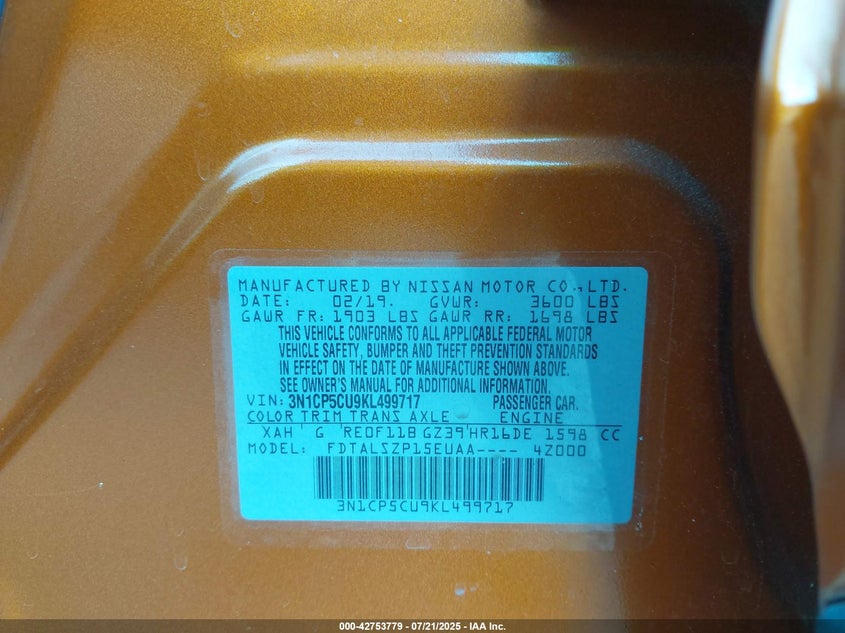 MANUFACTURED BY NISSAN MOTOR CO., LTD.
DATE: 02/19. GVWR: 3600 LBS
GAWR FR: 1903 LBS GAWR RR: 1698 LBS
THIS VEHICLE CONFORMS TO ALL APPLICABLE FEDERAL MOTOR
VEHICLE SAFETY, BUMPER AND THEFT PREVENTION STANDARDS
IN EFFECT ON THE DATE OF MANUFACTURE SHOWN ABOVE.
SEE OWNER'S MANUAL FOR ADDITIONAL INFORMATION.
VIN: 3N1CP5CU9KL499717 PASSENGER CAR.
COLOR TRIM TRANS AXLE ENGINE
XAH ' G 'RE0F11B GZ39'HR16DE 1598 CC
MODEL: FDTALSZP15EUAA---- 4Z000
3N1CP5CU9KL499717
000-42753779 - 07/21/2025 - IAA Inc.